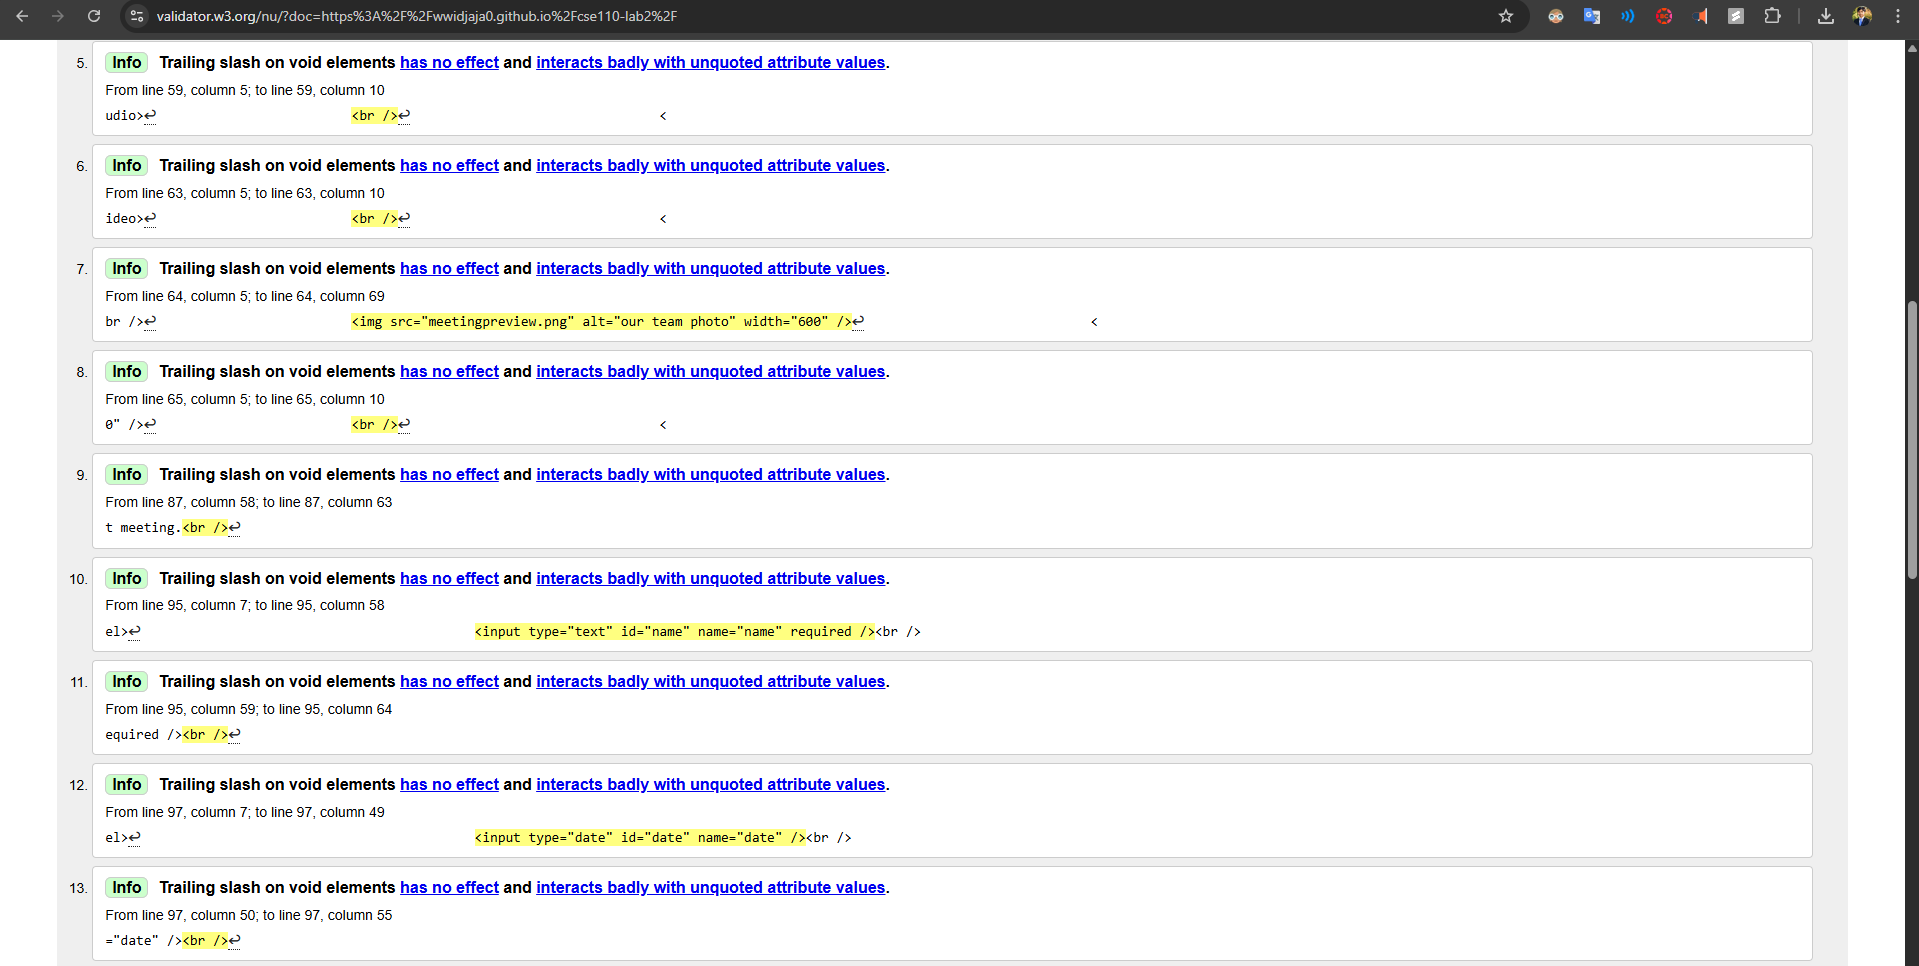 validator.w3.org/nu/?doc=https%3A%2F%2Fwwidjaja0.github.io%2Fcse110-lab2%2F
5. Info Trailing slash on void elements has no effect and interacts badly with unquoted attribute values.
From line 59, column 5; to line 59, column 10
udio>↩ <br />↩ <
6. Info Trailing slash on void elements has no effect and interacts badly with unquoted attribute values.
From line 63, column 5; to line 63, column 10
ideo>↩ <br />↩ <
7. Info Trailing slash on void elements has no effect and interacts badly with unquoted attribute values.
From line 64, column 5; to line 64, column 69
br />↩ <img src="meetingpreview.png" alt="our team photo" width="600" />↩ <
8. Info Trailing slash on void elements has no effect and interacts badly with unquoted attribute values.
From line 65, column 5; to line 65, column 10
0" />↩ <br />↩ <
9. Info Trailing slash on void elements has no effect and interacts badly with unquoted attribute values.
From line 87, column 58; to line 87, column 63
t meeting.<br />↩
10. Info Trailing slash on void elements has no effect and interacts badly with unquoted attribute values.
From line 95, column 7; to line 95, column 58
el>↩ <input type="text" id="name" name="name" required /><br />
11. Info Trailing slash on void elements has no effect and interacts badly with unquoted attribute values.
From line 95, column 59; to line 95, column 64
equired /><br />↩
12. Info Trailing slash on void elements has no effect and interacts badly with unquoted attribute values.
From line 97, column 7; to line 97, column 49
el>↩ <input type="date" id="date" name="date" /><br />
13. Info Trailing slash on void elements has no effect and interacts badly with unquoted attribute values.
From line 97, column 50; to line 97, column 55
="date" /><br />↩